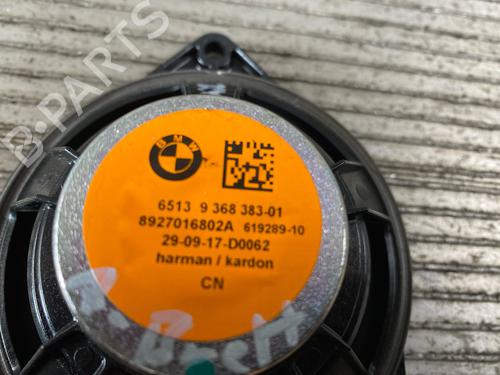 B-PARTS
BMW
6513 9 368 383-01
8927016802A 619289-10
29-09-17-D0062
harman / kardon
CN